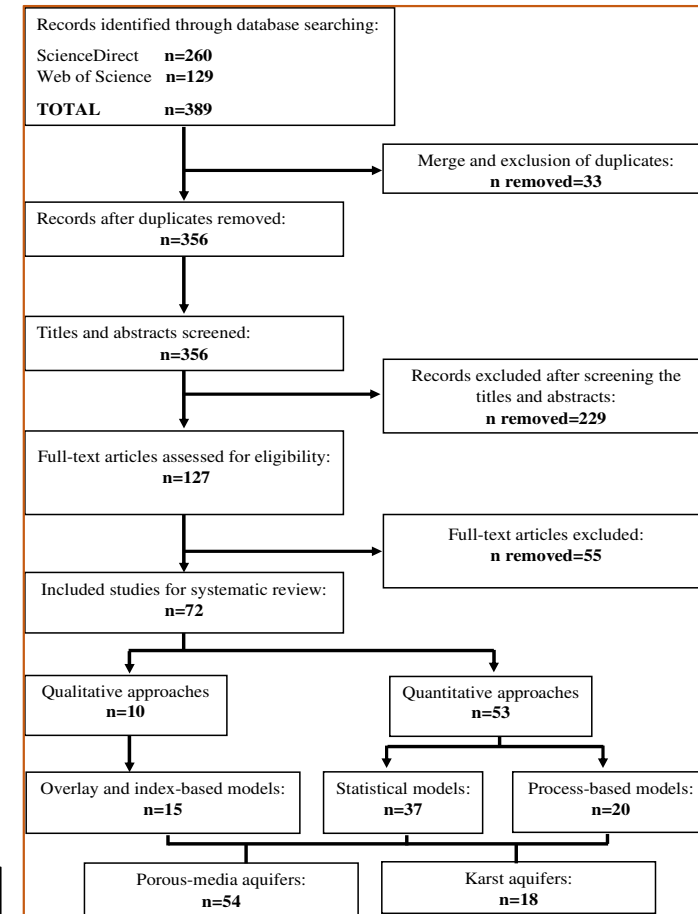 Records identified through database searching:
ScienceDirect n=260
Web of Science n=129
TOTAL n=389
Merge and exclusion of duplicates:
n removed=33
Records after duplicates removed:
n=356
Titles and abstracts screened:
n=356
Records excluded after screening the
titles and abstracts:
n removed=229
Full-text articles assessed for eligibility:
n=127
Full-text articles excluded:
n removed=55
Included studies for systematic review:
n=72
Qualitative approaches
n=10
Quantitative approaches
n=53
Overlay and index-based models:
n=15
Statistical models:
n=37
Process-based models:
n=20
Porous-media aquifers:
n=54
Karst aquifers:
n=18